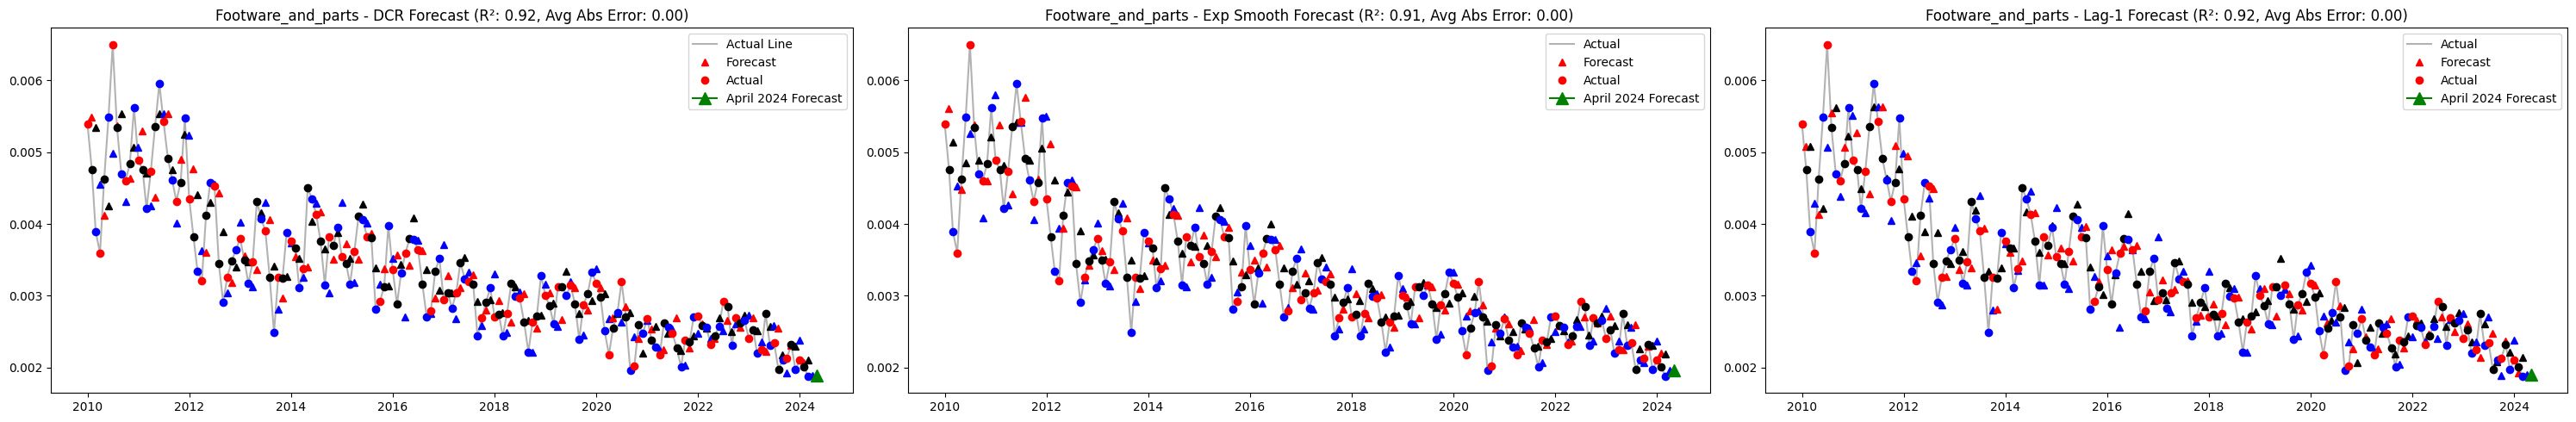 Footware_and_parts - DCR Forecast (R²: 0.92, Avg Abs Error: 0.00)
Actual Line
Forecast
Actual
April 2024 Forecast
0.006
0.005
0.004
0.003
0.002
2010 2012 2014 2016 2018 2020 2022 2024
Footware_and_parts - Exp Smooth Forecast (R²: 0.91, Avg Abs Error: 0.00)
Actual
Forecast
Actual
April 2024 Forecast
0.006
0.005
0.004
0.003
0.002
2010 2012 2014 2016 2018 2020 2022 2024
Footware_and_parts - Lag-1 Forecast (R²: 0.92, Avg Abs Error: 0.00)
Actual
Forecast
Actual
April 2024 Forecast
0.006
0.005
0.004
0.003
0.002
2010 2012 2014 2016 2018 2020 2022 2024